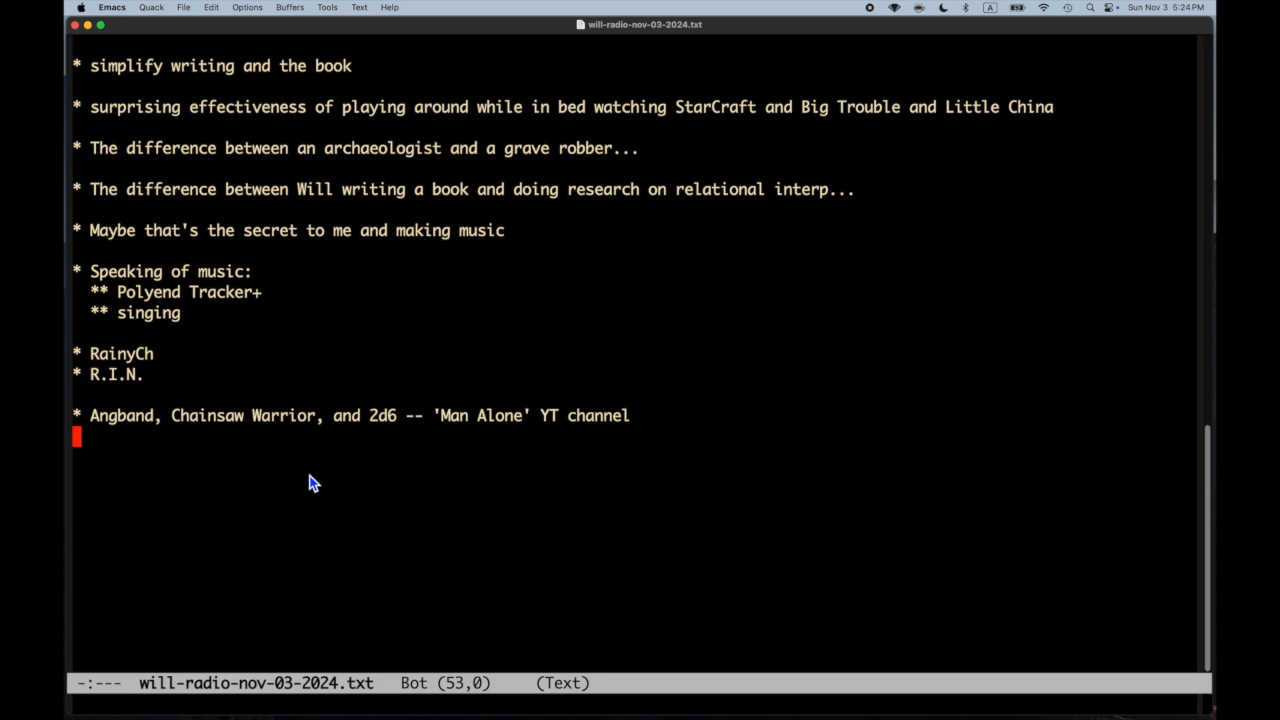 Emacs Quack File Edit Options Buffers Tools Text Help A Sun Nov 3 5:24 PM
will-radio-nov-03-2024.txt
* simplify writing and the book
* surprising effectiveness of playing around while in bed watching StarCraft and Big Trouble and Little China
* The difference between an archaeologist and a grave robber...
* The difference between Will writing a book and doing research on relational interp...
* Maybe that's the secret to me and making music
* Speaking of music:
** Polyend Tracker+
** singing
* RainyCh
* R.I.N.
* Angband, Chainsaw Warrior, and 2d6 -- 'Man Alone' YT channel
-:--- will-radio-nov-03-2024.txt Bot (53,0) (Text)